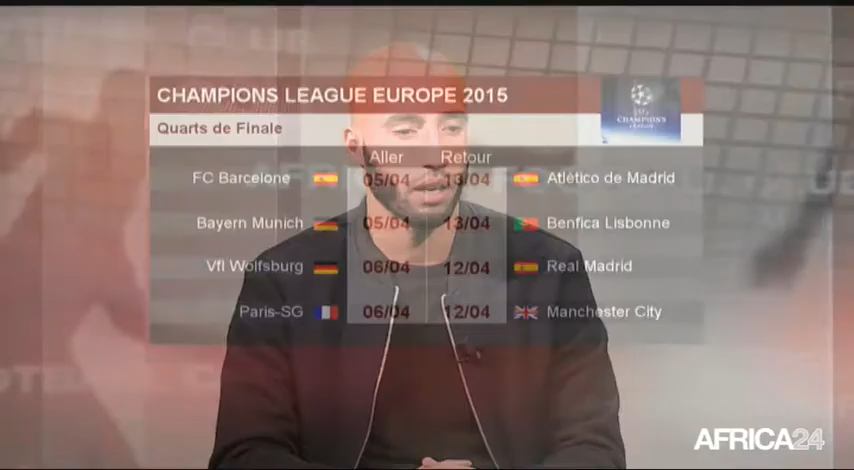 CHAMPIONS LEAGUE EUROPE 2015
CHAMPIONS
LEAGUE
Quarts de Finale
Aller Retour
FC Barcelone 05/04 13/04 Atlético de Madrid
Bayern Munich 05/04 13/04 Benfica Lisbonne
Vfl Wolfsburg 06/04 12/04 Real Madrid
Paris-SG 06/04 12/04 Manchester City
AFRICA24